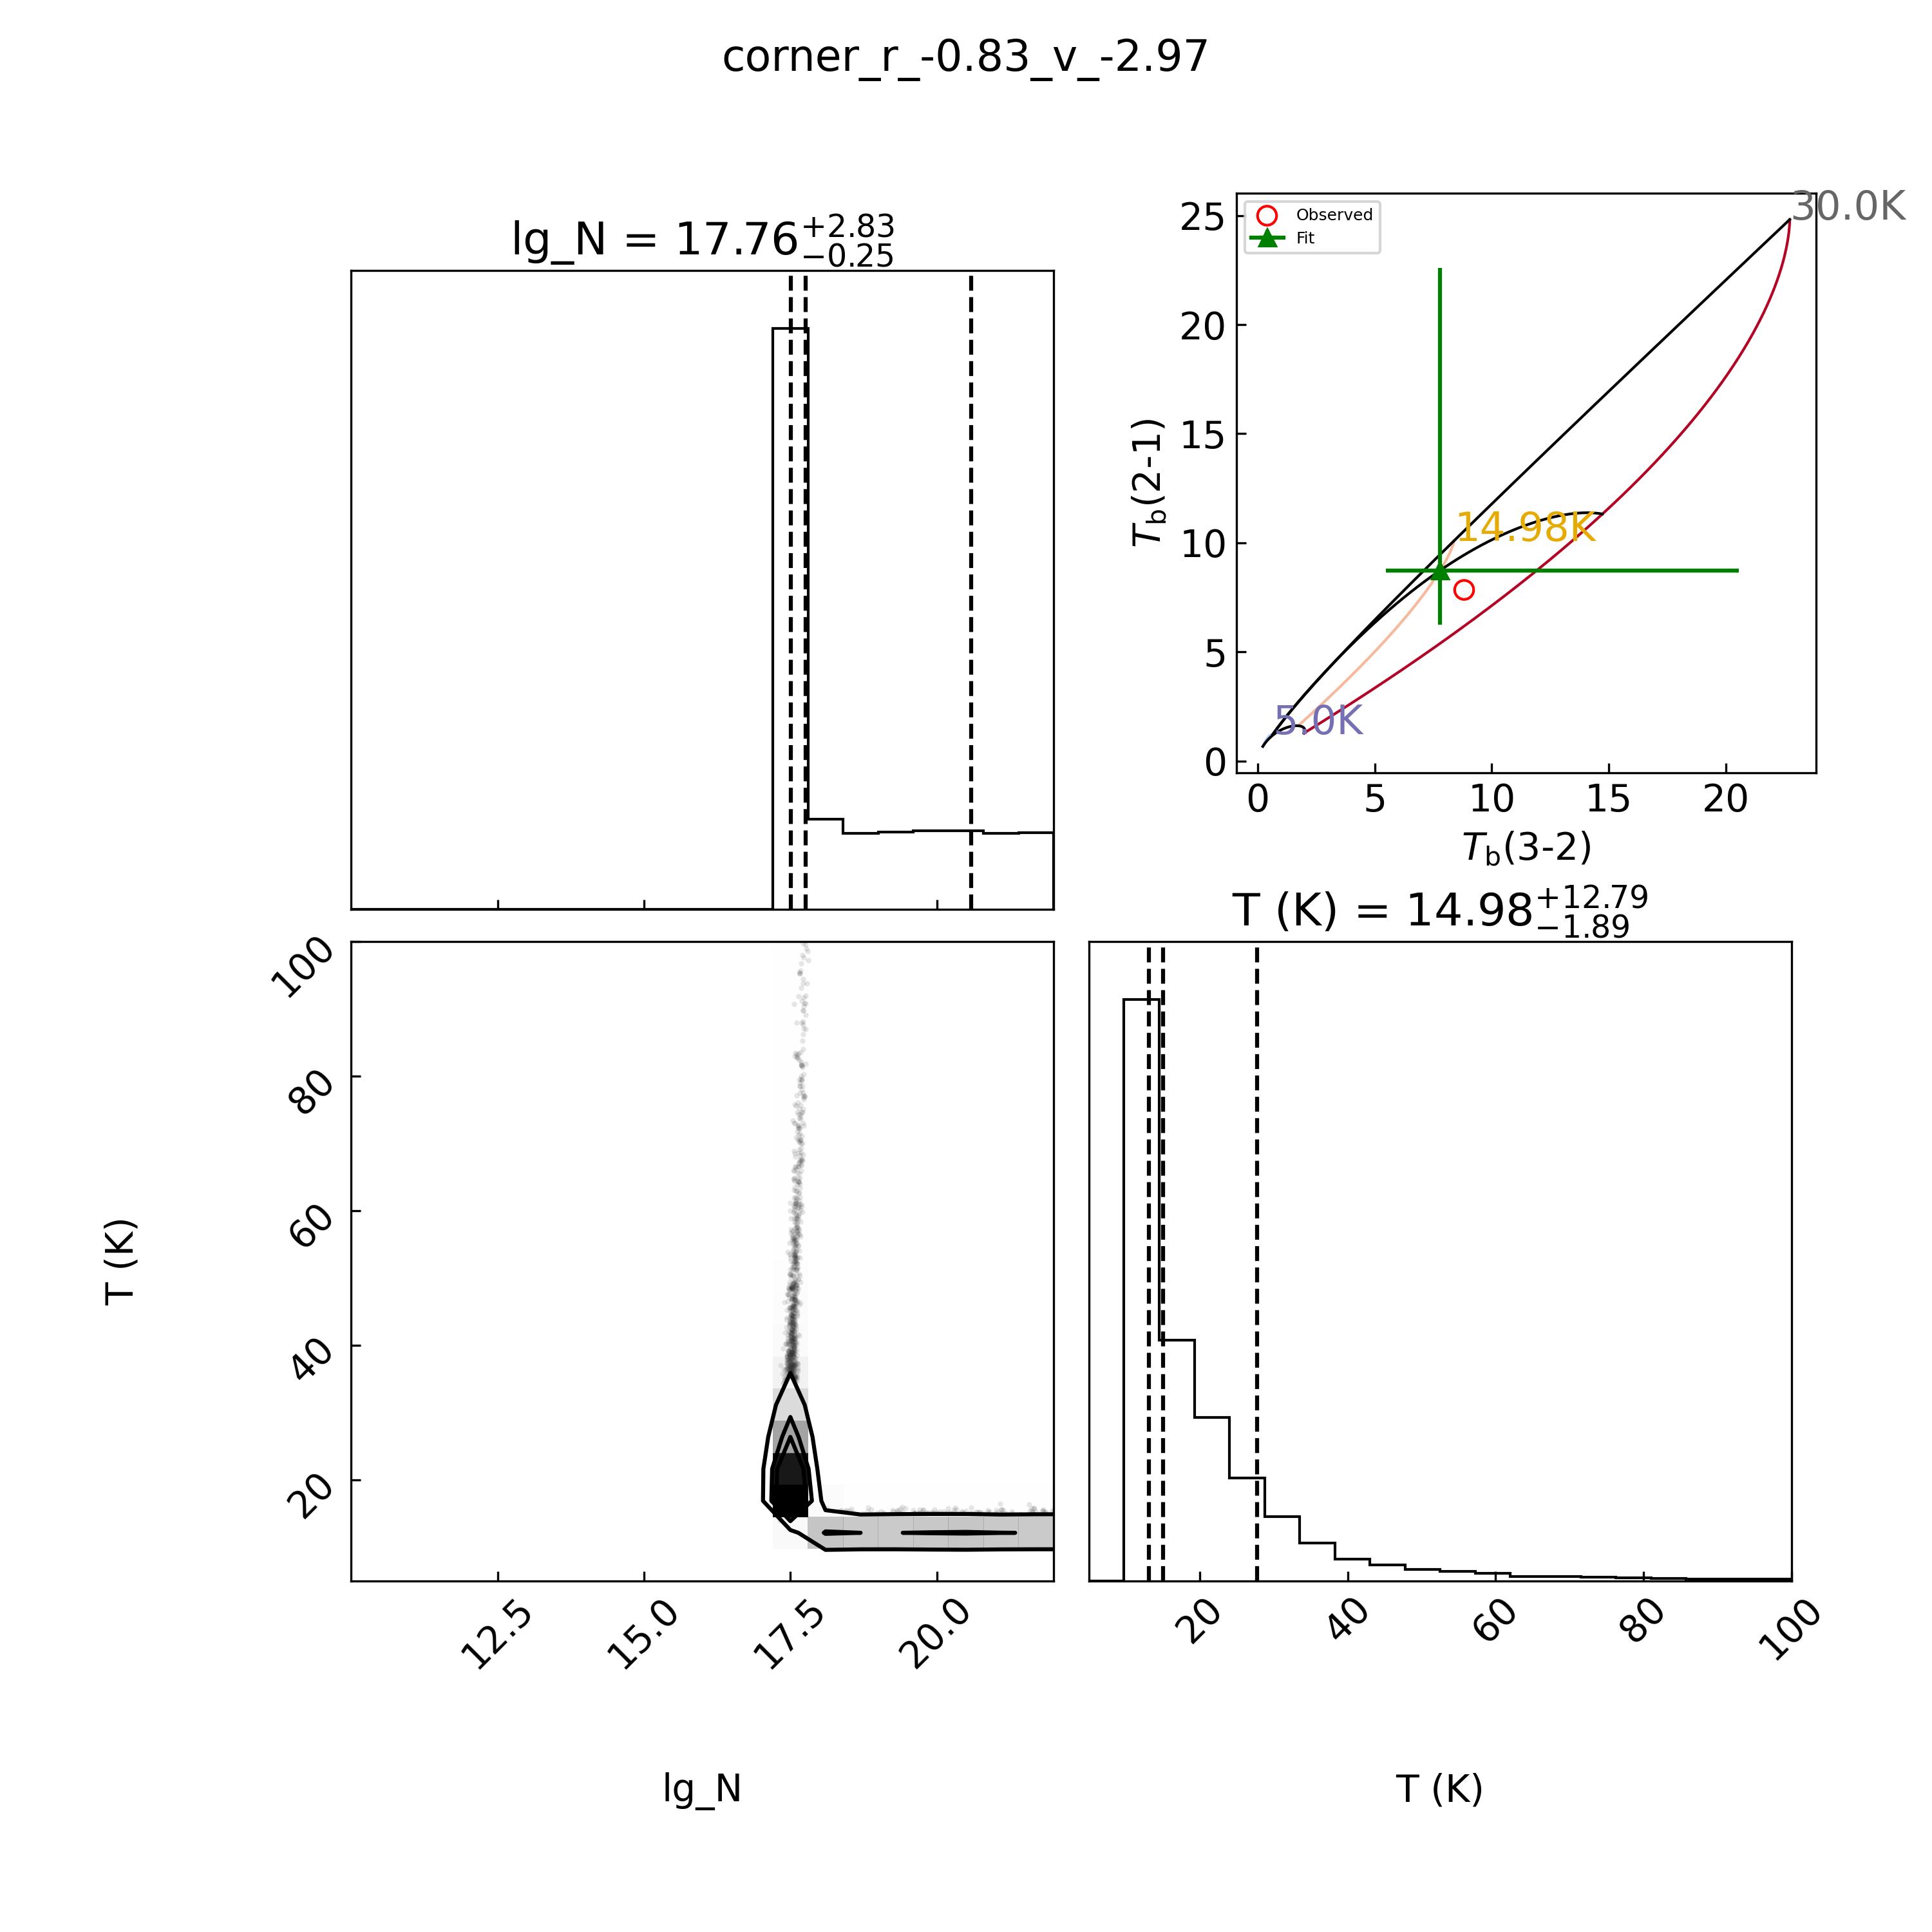 corner_r_-0.83_v_-2.97
lg_N = 17.76+2.83−0.25
30.0K
25
20
15
10
5
0
Observed
Fit
14.98K
5.0K
Tb(2-1)
0 5 10 15 20
Tb(3-2)
T (K) = 14.98+12.79−1.89
100
80
60
40
20
T (K)
12.5 15.0 17.5 20.0
20 40 60 80 100
lg_N
T (K)